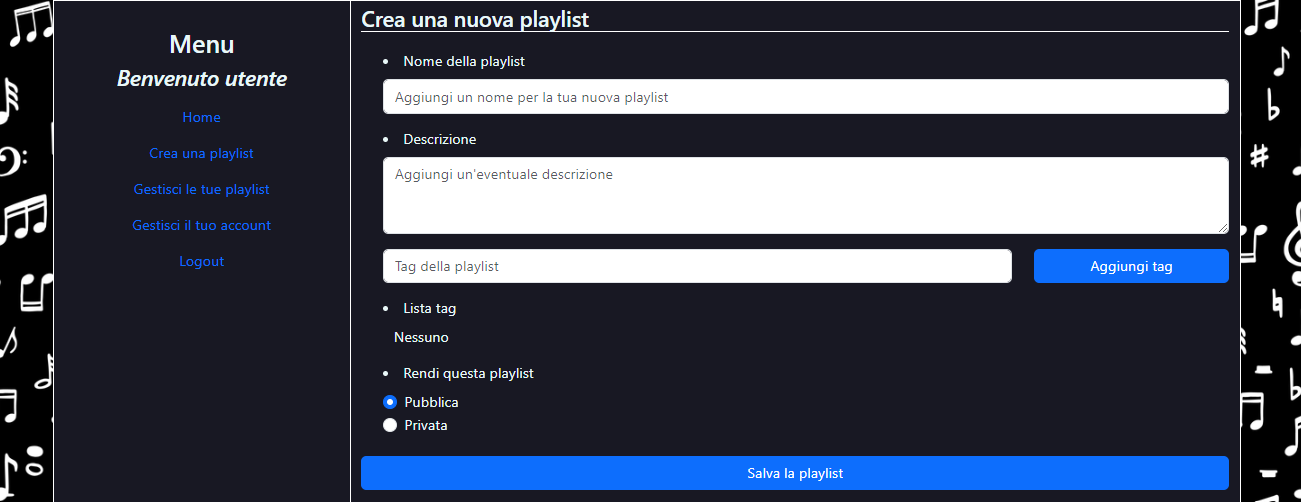 Menu
Benvenuto utente
Home
Crea una playlist
Gestisci le tue playlist
Gestisci il tuo account
Logout
Crea una nuova playlist
Nome della playlist
Aggiungi un nome per la tua nuova playlist
Descrizione
Aggiungi un'eventuale descrizione
Tag della playlist
Aggiungi tag
Lista tag
Nessuno
Rendi questa playlist
Pubblica
Privata
Salva la playlist